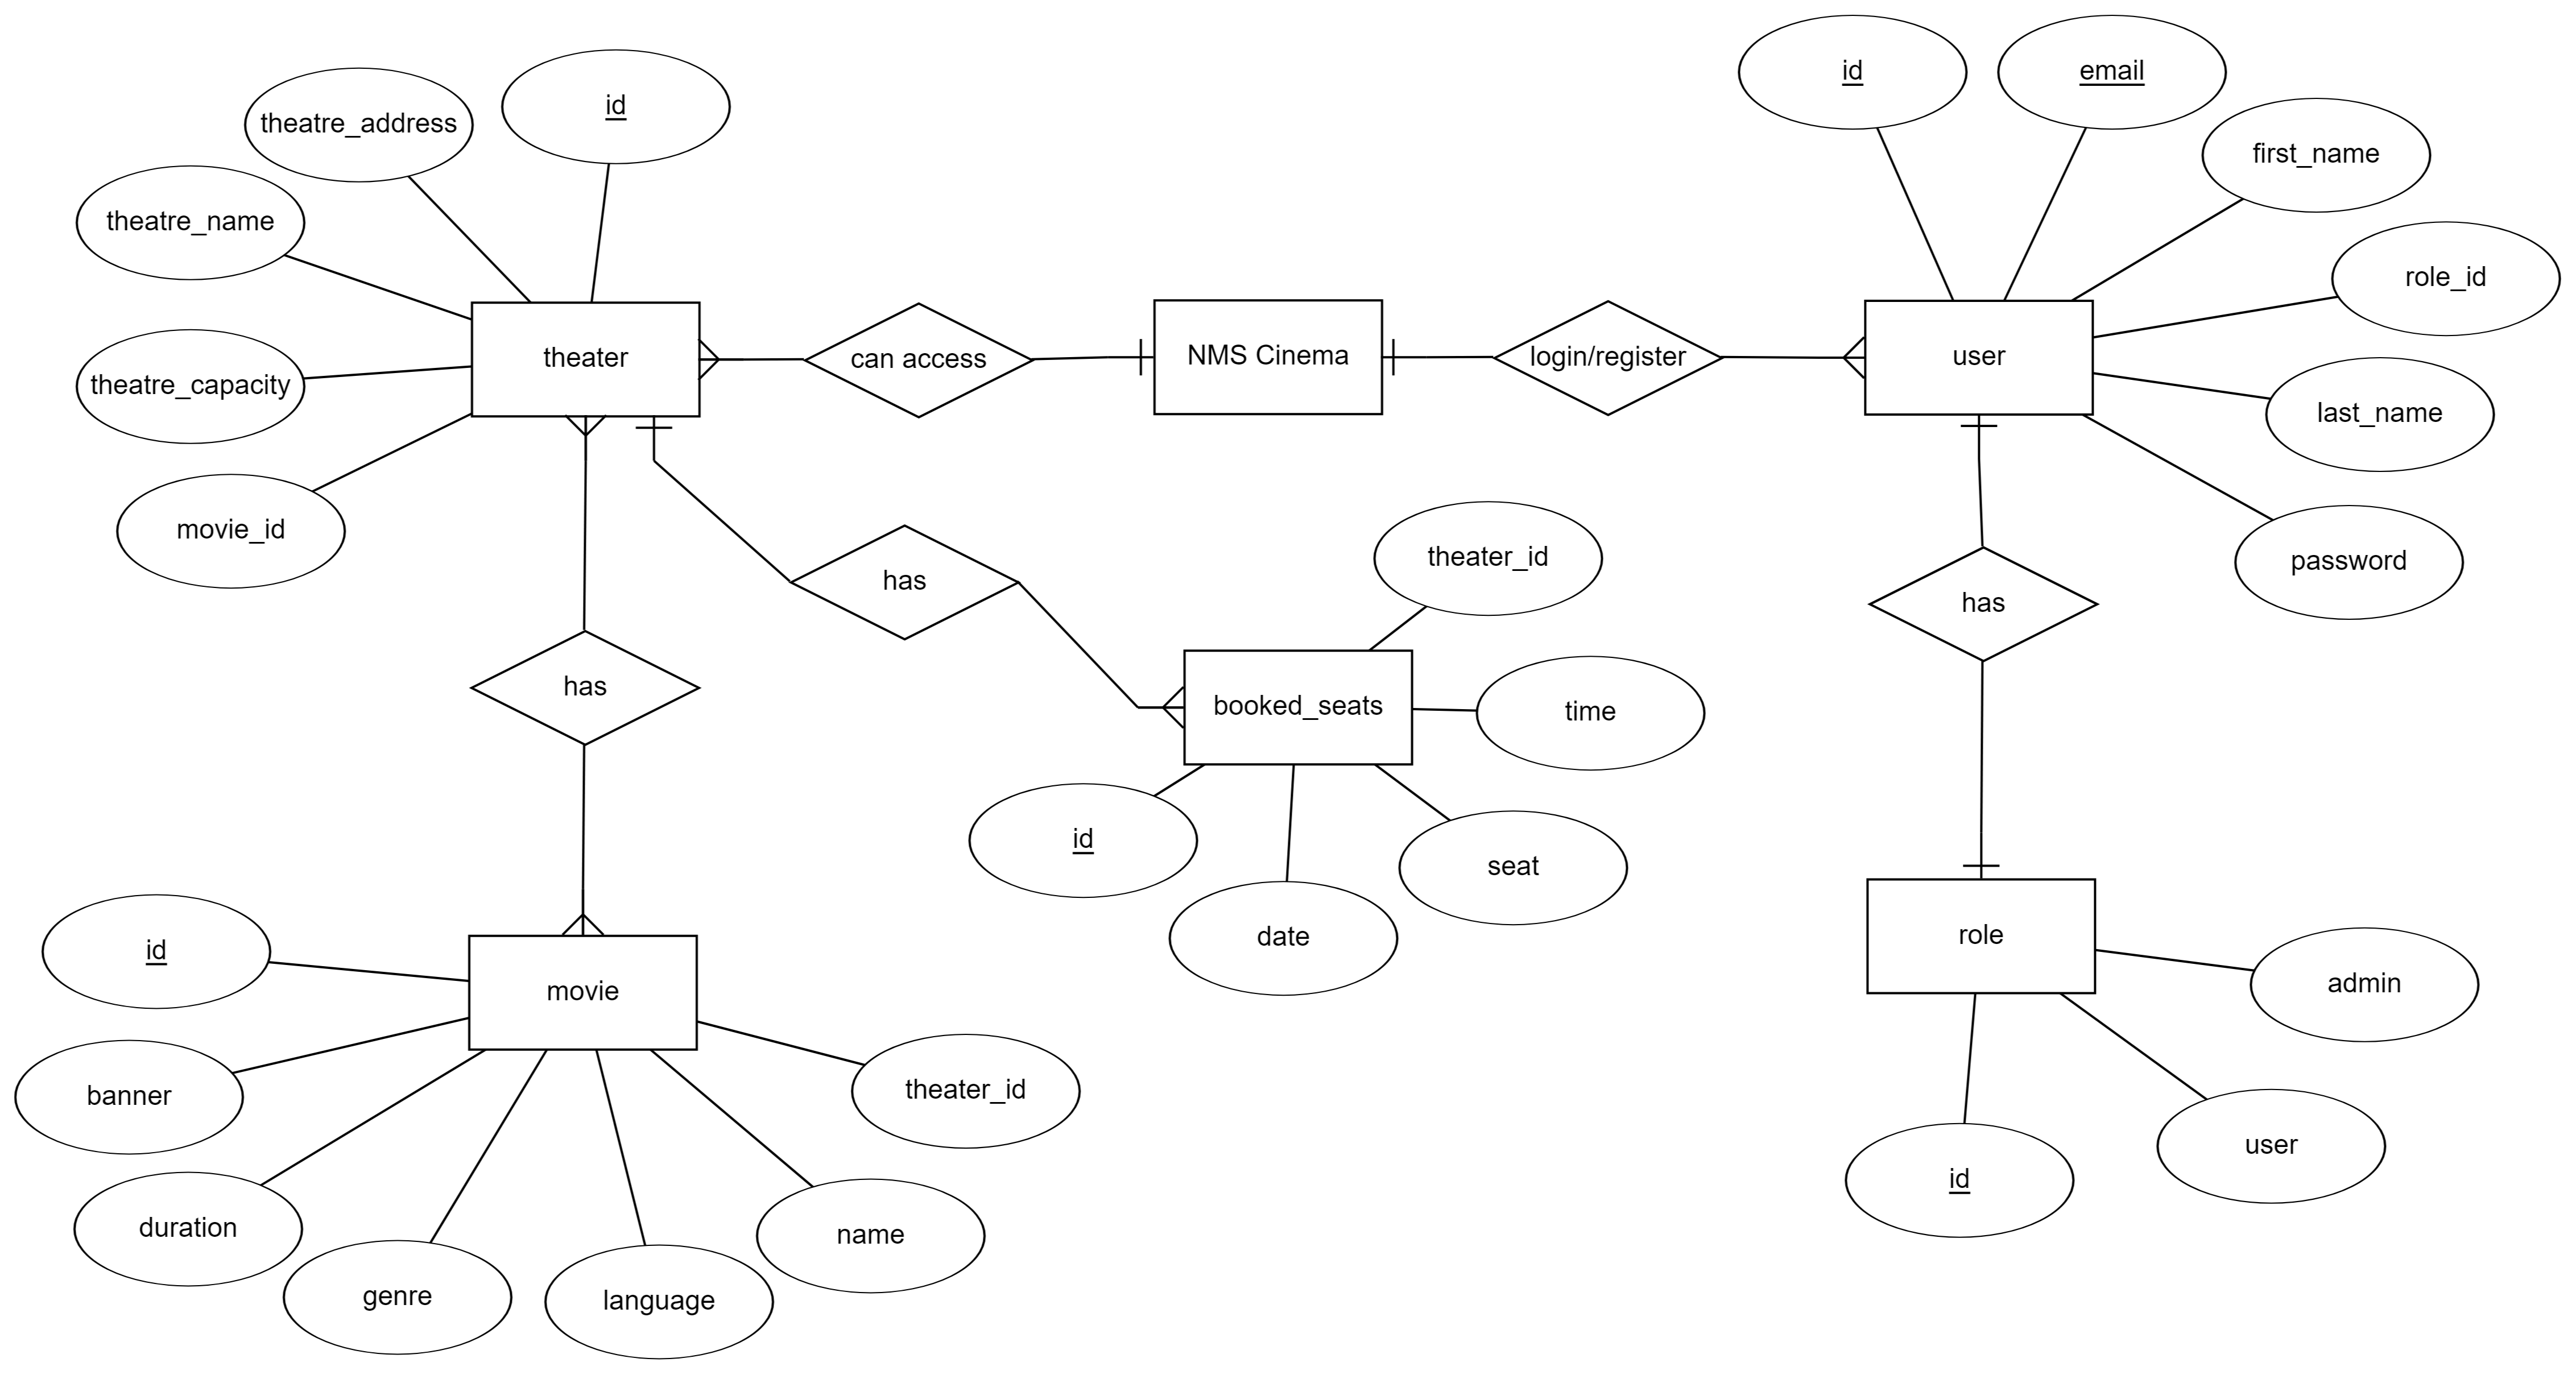 id
email
theatre_address
id
first_name
theatre_name
role_id
theater
can access
NMS Cinema
login/register
user
theatre_capacity
last_name
movie_id
theater_id
password
has
has
has
booked_seats
time
id
seat
date
role
id
movie
admin
banner
theater_id
user
id
duration
name
genre
language